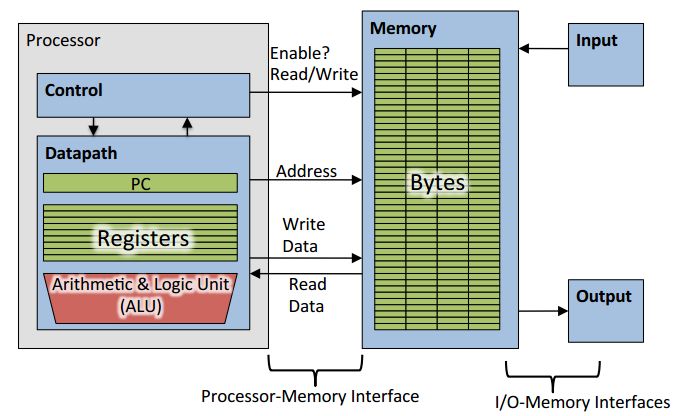 Processor
Control
Datapath
PC
Registers
Arithmetic & Logic Unit
(ALU)
Enable?
Read/Write
Address
Write
Data
Read
Data
Memory
Bytes
Input
Output
Processor-Memory Interface
I/O-Memory Interfaces